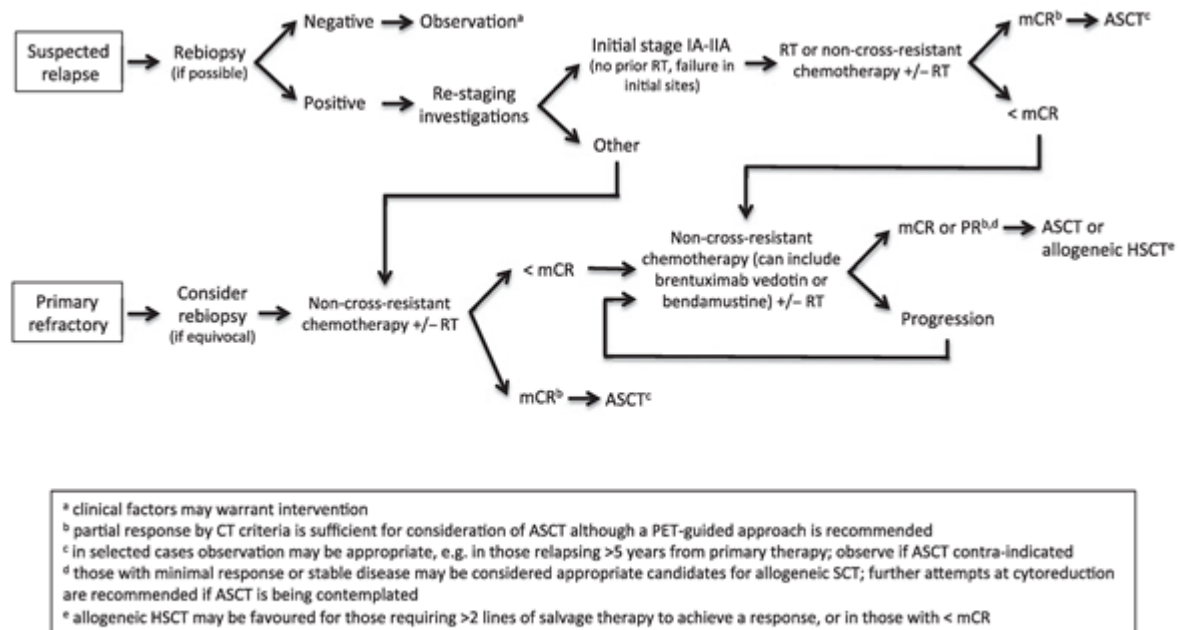 Suspected
relapse
Rebiopsy
(if possible)
Negative
Observationᵃ
Positive
Re-staging
investigations
Initial stage IA-IIA
(no prior RT, failure in
initial sites)
RT or non-cross-resistant
chemotherapy +/− RT
mCRᵇ
ASCTᶜ
< mCR
Other
Primary
refractory
Consider
rebiopsy
(if equivocal)
Non-cross-resistant
chemotherapy +/− RT
< mCR
mCRᵇ
ASCTᶜ
Non-cross-resistant
chemotherapy (can include
brentuximab vedotin or
bendamustine) +/− RT
mCR or PRᵇ,ᵈ
ASCT or
allogeneic HSCTᵉ
Progression
ᵃ clinical factors may warrant intervention
ᵇ partial response by CT criteria is sufficient for consideration of ASCT although a PET-guided approach is recommended
ᶜ in selected cases observation may be appropriate, e.g. in those relapsing >5 years from primary therapy; observe if ASCT contra-indicated
ᵈ those with minimal response or stable disease may be considered appropriate candidates for allogeneic SCT; further attempts at cytoreduction
are recommended if ASCT is being contemplated
ᵉ allogeneic HSCT may be favoured for those requiring >2 lines of salvage therapy to achieve a response, or in those with < mCR